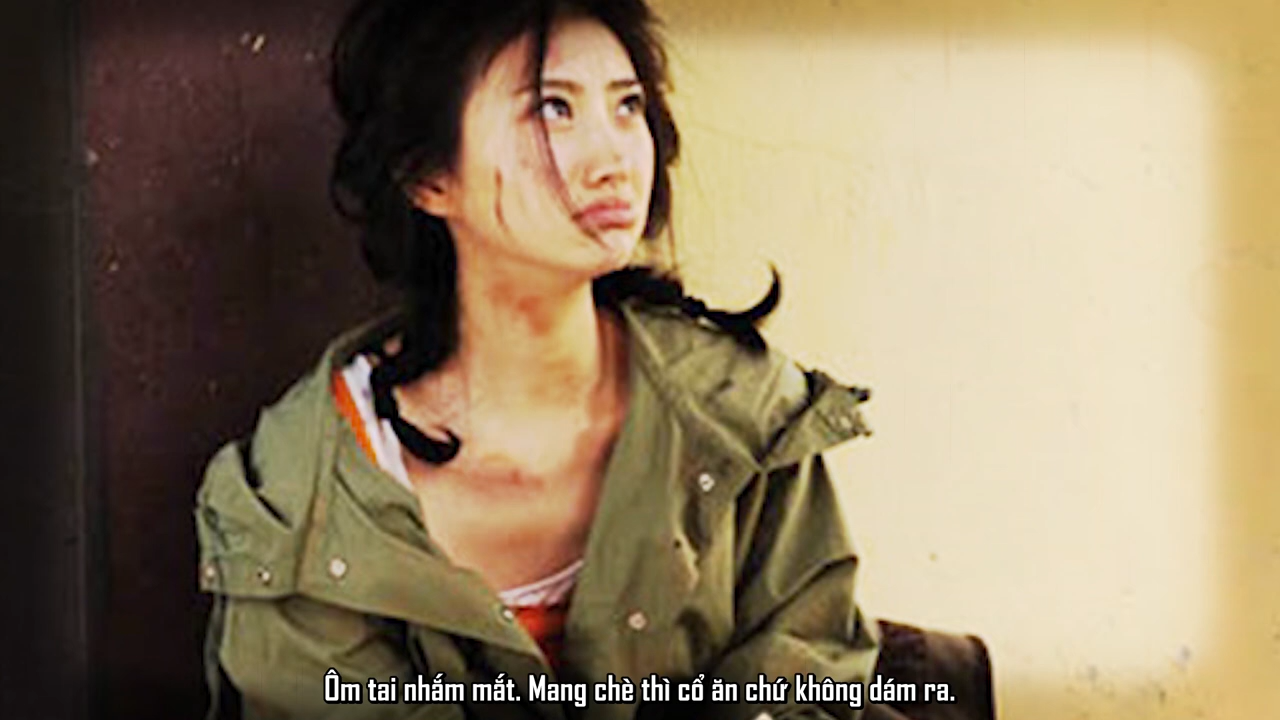 Ôm tai nhắm mắt. Mang chè thì cổ ăn chứ không dám ra.